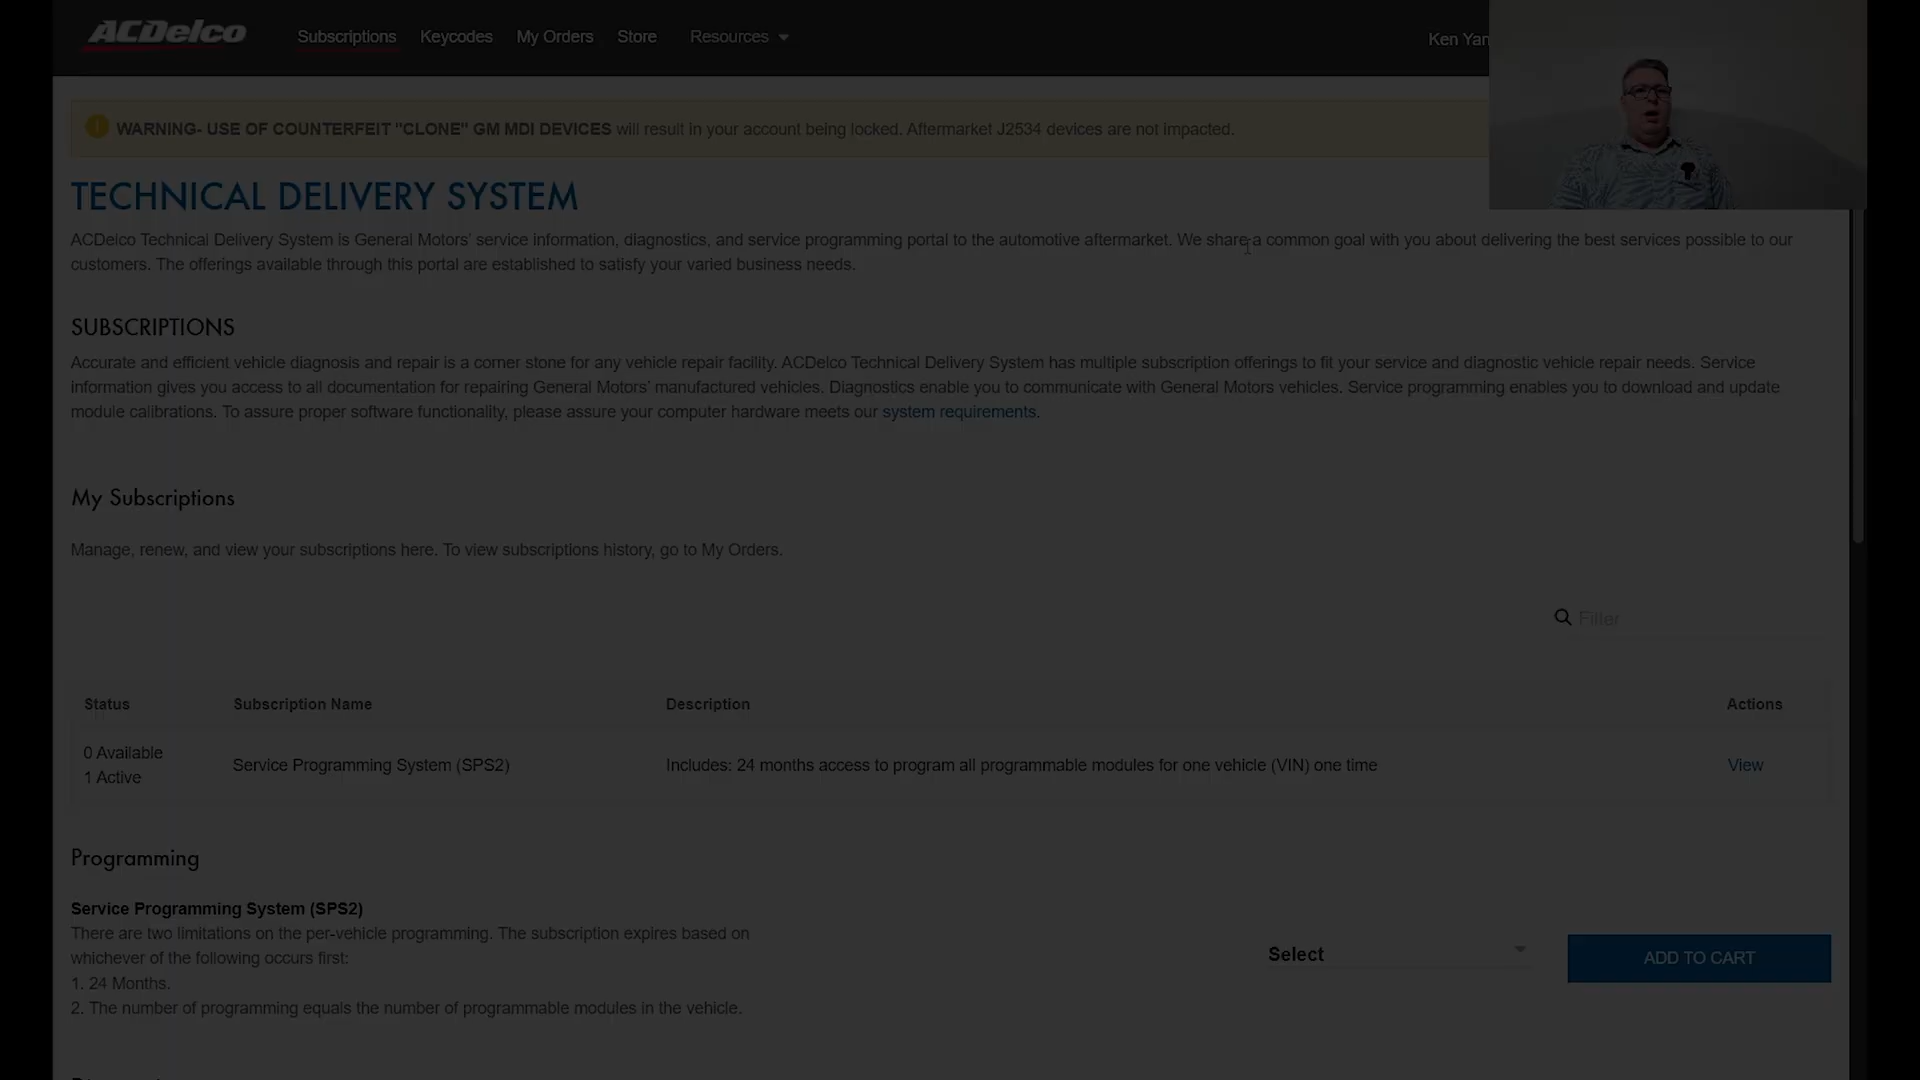 ACDelco
Subscriptions Keycodes My Orders Store Resources
Ken Yan
WARNING- USE OF COUNTERFEIT "CLONE" GM MDI DEVICES will result in your account being locked. Aftermarket J2534 devices are not impacted.
TECHNICAL DELIVERY SYSTEM
ACDelco Technical Delivery System is General Motors' service information, diagnostics, and service programming portal to the automotive aftermarket. We share a common goal with you about delivering the best services possible to our
customers. The offerings available through this portal are established to satisfy your varied business needs.
SUBSCRIPTIONS
Accurate and efficient vehicle diagnosis and repair is a corner stone for any vehicle repair facility. ACDelco Technical Delivery System has multiple subscription offerings to fit your service and diagnostic vehicle repair needs. Service
information gives you access to all documentation for repairing General Motors' manufactured vehicles. Diagnostics enable you to communicate with General Motors vehicles. Service programming enables you to download and update
module calibrations. To assure proper software functionality, please assure your computer hardware meets our system requirements.
My Subscriptions
Manage, renew, and view your subscriptions here. To view subscriptions history, go to My Orders.
Filter
Status Subscription Name Description Actions
0 Available
1 Active
Service Programming System (SPS2) Includes: 24 months access to program all programmable modules for one vehicle (VIN) one time View
Programming
Service Programming System (SPS2)
There are two limitations on the per-vehicle programming. The subscription expires based on
whichever of the following occurs first:
1. 24 Months.
2. The number of programming equals the number of programmable modules in the vehicle.
Select
ADD TO CART